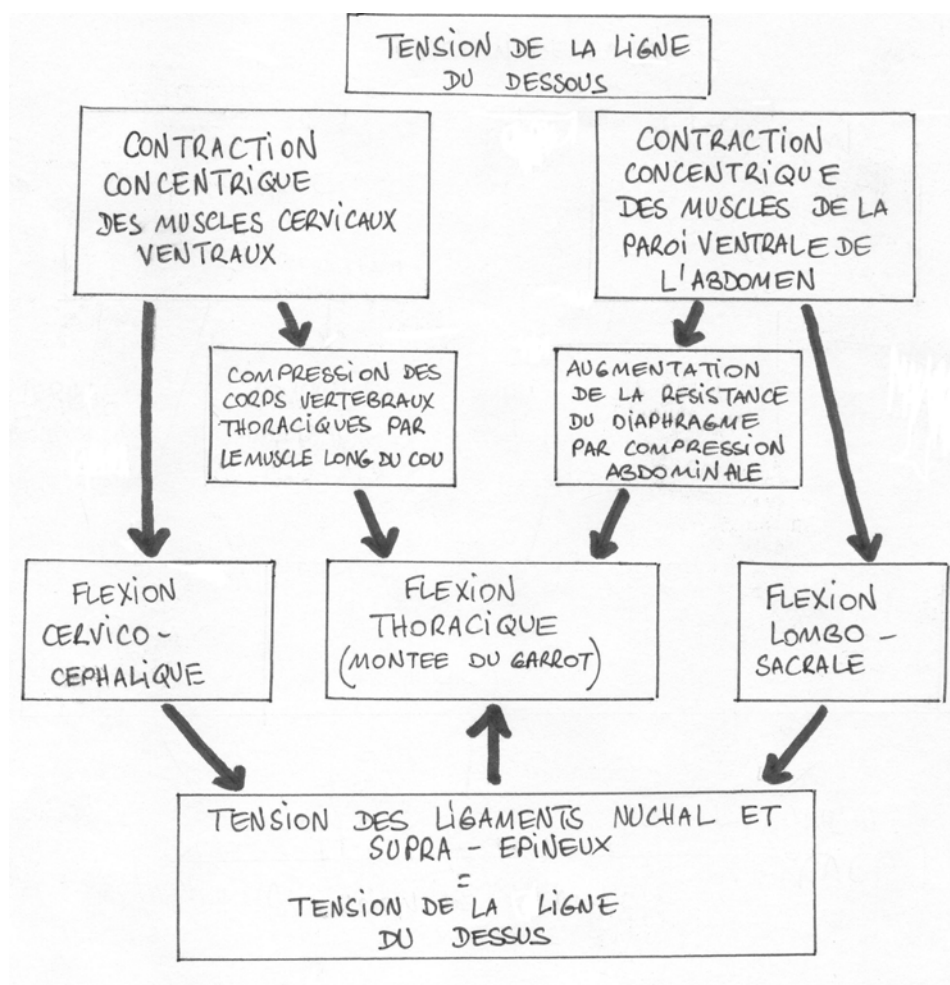 TENSION DE LA LIGNE
DU DESSOUS
CONTRACTION
CONCENTRIQUE
DES MUSCLES CERVICAUX
VENTRAUX
CONTRACTION
CONCENTRIQUE
DES MUSCLES DE LA
PAROI VENTRALE DE
L'ABDOMEN
COMPRESSION DES
CORPS VERTEBRAUX
THORACIQUES PAR
LE MUSCLE LONG DU COU
AUGMENTATION
DE LA RESISTANCE
DU DIAPHRAGME
PAR COMPRESSION
ABDOMINALE
FLEXION
CERVICO-
CEPHALIQUE
FLEXION
THORACIQUE
(MONTEE DU GARROT)
FLEXION
LOMBO-
SACRALE
TENSION DES LIGAMENTS NUCHAL ET
SUPRA-EPINEUX
=
TENSION DE LA LIGNE
DU DESSUS